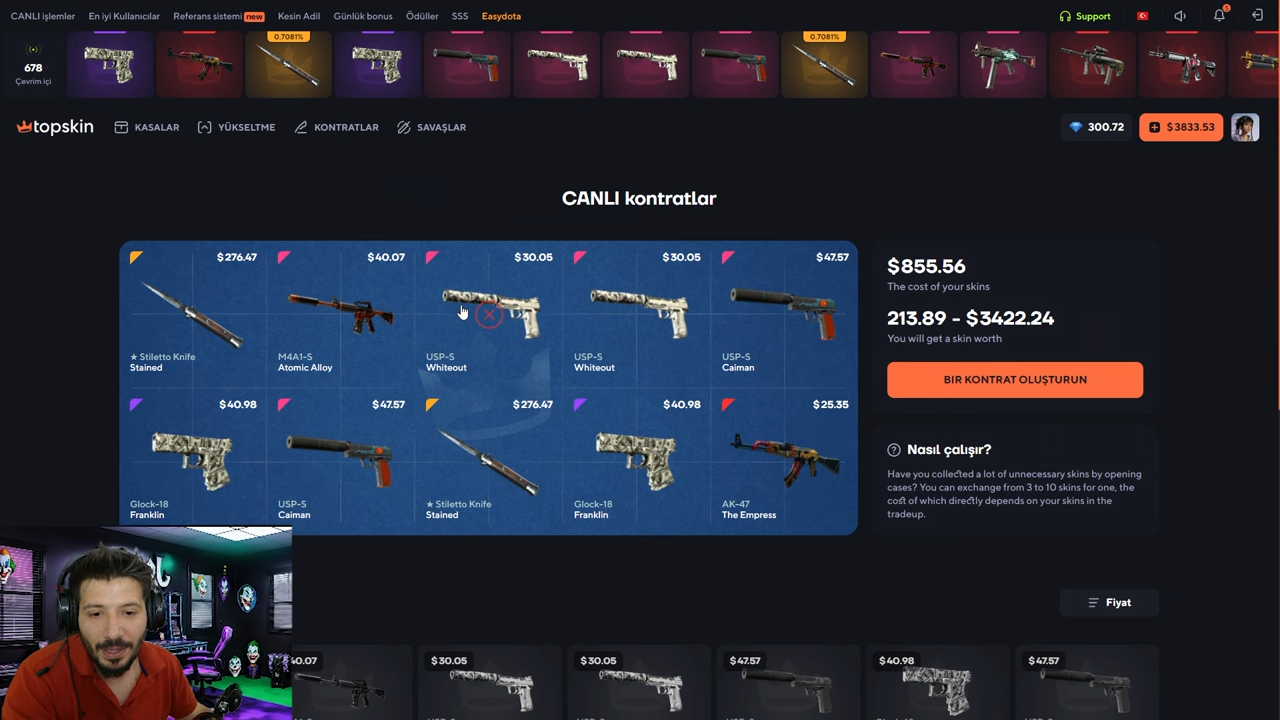 CANLI işlemler En iyi Kullanıcılar Referans sistemi new Kesin Adil Günlük bonus Ödüller SSS Easydota Support 5
678
Çevrim içi
0.7081% 0.7081%
topskin KASALAR YÜKSELTME KONTRATLAR SAVAŞLAR 300.72 $3833.53
CANLI kontratlar
$276.47 $40.07 $30.05 $30.05 $47.57
★ Stiletto Knife M4A1-S USP-S USP-S USP-S
Stained Atomic Alloy Whiteout Whiteout Caiman
$40.98 $47.57 $276.47 $40.98 $25.35
Glock-18 USP-S ★ Stiletto Knife Glock-18 AK-47
Franklin Caiman Stained Franklin The Empress
$855.56
The cost of your skins
213.89 - $3422.24
You will get a skin worth
BIR KONTRAT OLUŞTURUN
Nasıl çalışır?
Have you collected a lot of unnecessary skins by opening
cases? You can exchange from 3 to 10 skins for one, the
cost of which directly depends on your skins in the
tradeup.
Fiyat
40.07 $30.05 $30.05 $47.57 $40.98 $47.57